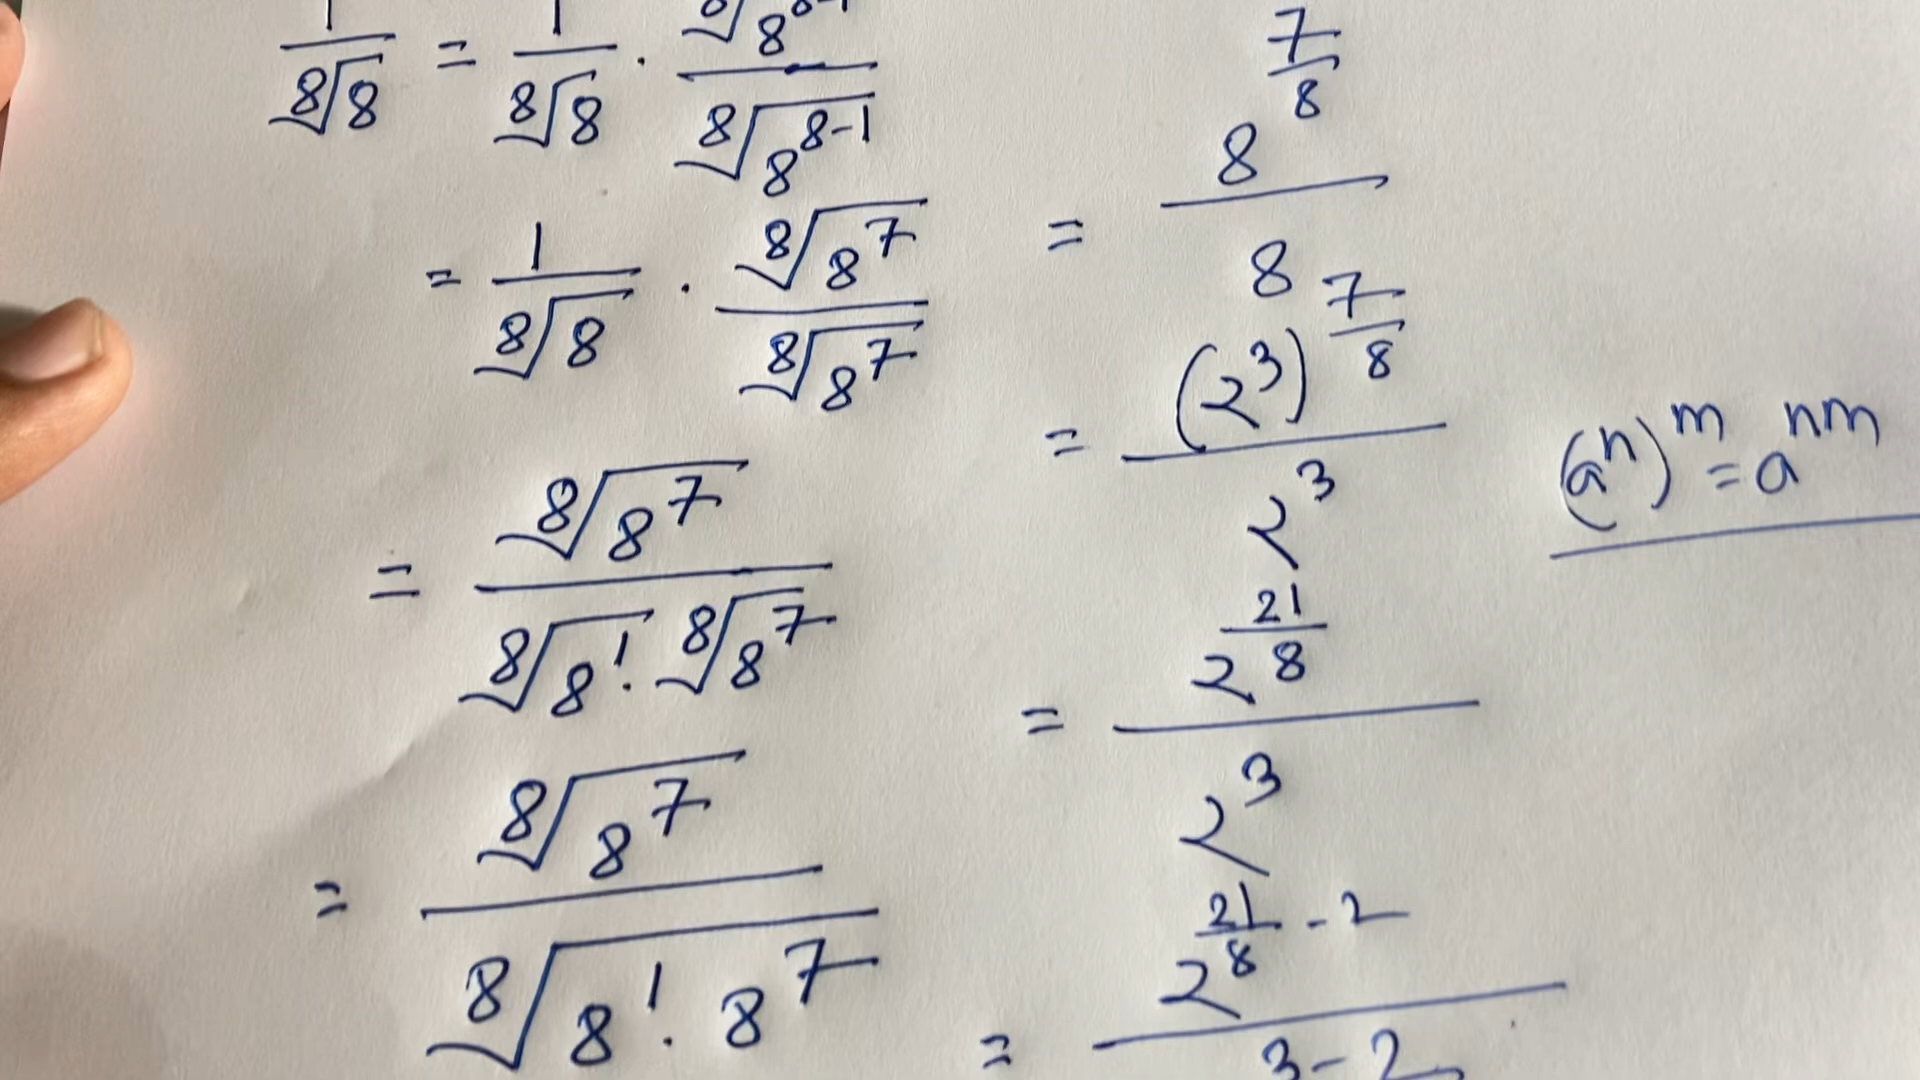 1/⁸√8 = 1/⁸√8 · ⁸√8^(8-1)/⁸√8^(8-1)
= 1/⁸√8 · ⁸√8^7/⁸√8^7
= ⁸√8^7/(⁸√8^1 · ⁸√8^7)
= ⁸√8^7/⁸√(8^1 · 8^7)
= 8^(7/8)/8
= (2^3)^(7/8)/2^3
(a^n)^m = a^(nm)
= 2^(21/8)/2^3
= 2^(21/8 - 2)/
3-2